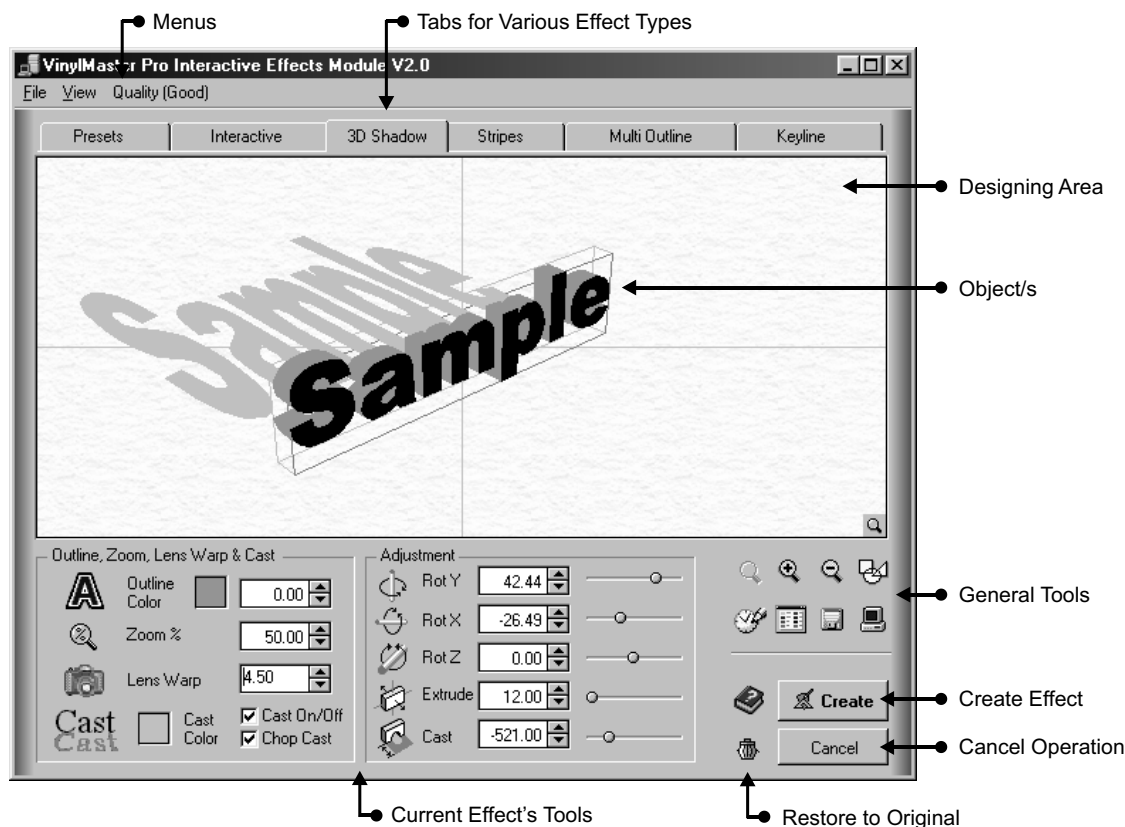 Menus
Tabs for Various Effect Types
VinylMaster Pro Interactive Effects Module V2.0
File View Quality (Good)
Presets Interactive 3D Shadow Stripes Multi Outline Keyline
Designing Area
Object/s
Sample
Sample
Outline, Zoom, Lens Warp & Cast
A Outline Color 0.00
% Zoom % 50.00
Lens Warp 4.50
Cast Cast Cast Color Cast On/Off
Chop Cast
Adjustment
Rot Y 42.44
Rot X -26.49
Rot Z 0.00
Extrude 12.00
Cast -521.00
General Tools
Create
Create Effect
Cancel
Cancel Operation
Current Effect's Tools
Restore to Original